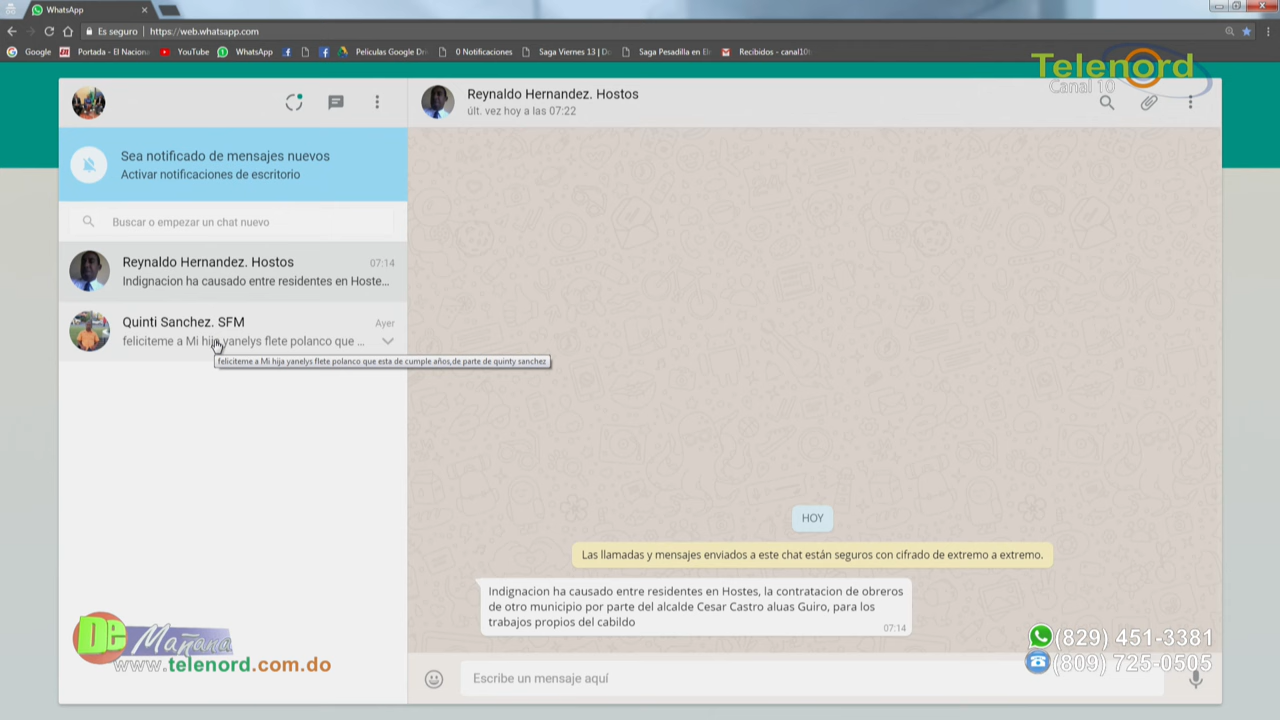 WhatsApp
Es seguro
https://web.whatsapp.com
Google
Portada - El Nacion
YouTube
WhatsApp
Peliculas Google Dri
0 Notificaciones
Saga Viernes 13 | D
Saga Pesadilla en El
Recibidos - canal10t
Telenord
Canal 10
Reynaldo Hernandez. Hostos
últ. vez hoy a las 07:22
Sea notificado de mensajes nuevos
Activar notificaciones de escritorio
Buscar o empezar un chat nuevo
Reynaldo Hernandez. Hostos
07:14
Indignacion ha causado entre residentes en Hoste...
Quinti Sanchez. SFM
Ayer
feliciteme a Mi hija yanelys flete polanco que ...
feliciteme a Mi hija yanelys flete polanco que esta de cumple años,de parte de quinty sanchez
HOY
Las llamadas y mensajes enviados a este chat están seguros con cifrado de extremo a extremo.
Indignacion ha causado entre residentes en Hostes, la contratacion de obreros
de otro municipio por parte del alcalde Cesar Castro aluas Guiro, para los
trabajos propios del cabildo
07:14
De Mañana
www.telenord.com.do
(829) 451-3381
(809) 725-0505
Escribe un mensaje aquí